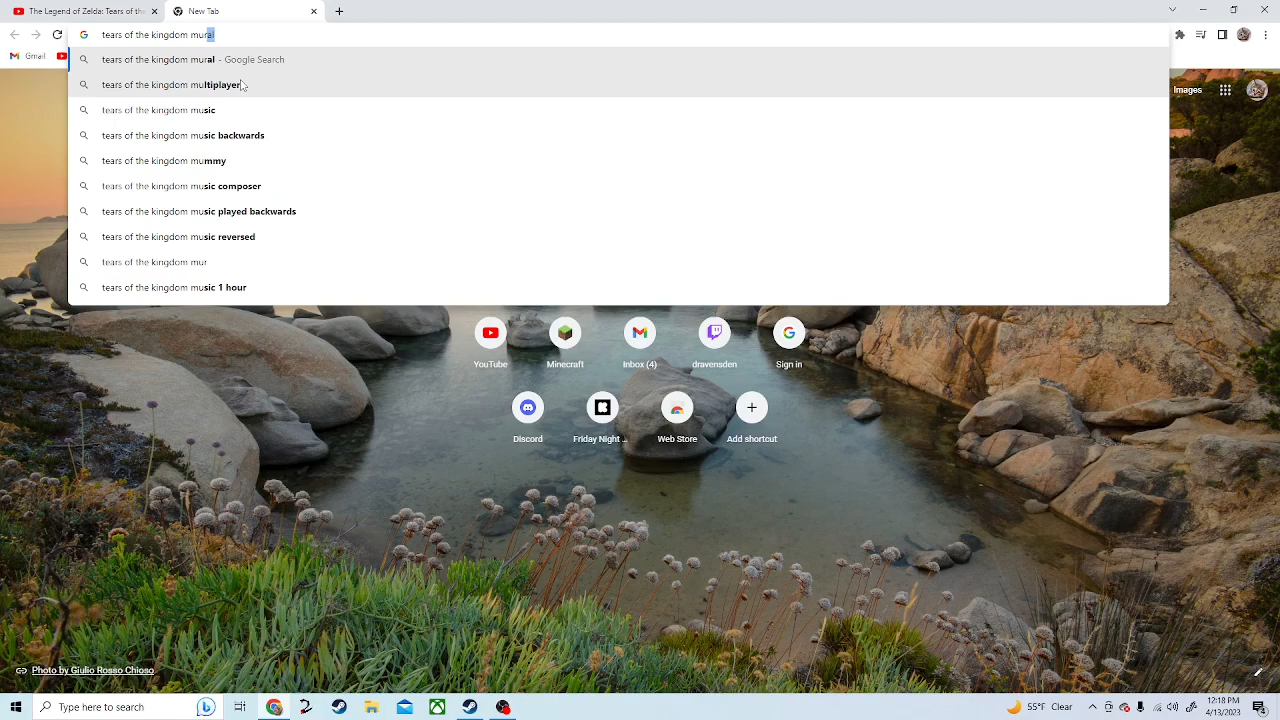 The Legend of Zelda: Tears of the
New Tab
tears of the kingdom mural
Gmail
tears of the kingdom mural - Google Search
tears of the kingdom multiplayer
tears of the kingdom music
tears of the kingdom music backwards
tears of the kingdom mummy
tears of the kingdom music composer
tears of the kingdom music played backwards
tears of the kingdom music reversed
tears of the kingdom mur
tears of the kingdom music 1 hour
Images
YouTube
Minecraft
Inbox (4)
dravensden
Sign in
Discord
Friday Night ...
Web Store
Add shortcut
Photo by Giulio Rosso Chioso
Type here to search
55°F Clear
12:18 PM
4/13/2023